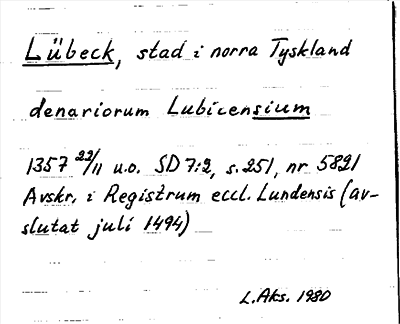 Lübeck, stad i norra Tyskland
denariorum Lubicensium
1357 22/11 u.o. SD 7:2, s. 251, nr 5821
Avskr. i Registrum eccl. Lundensis (av-
slutat juli 1494)
L. Aks. 1980